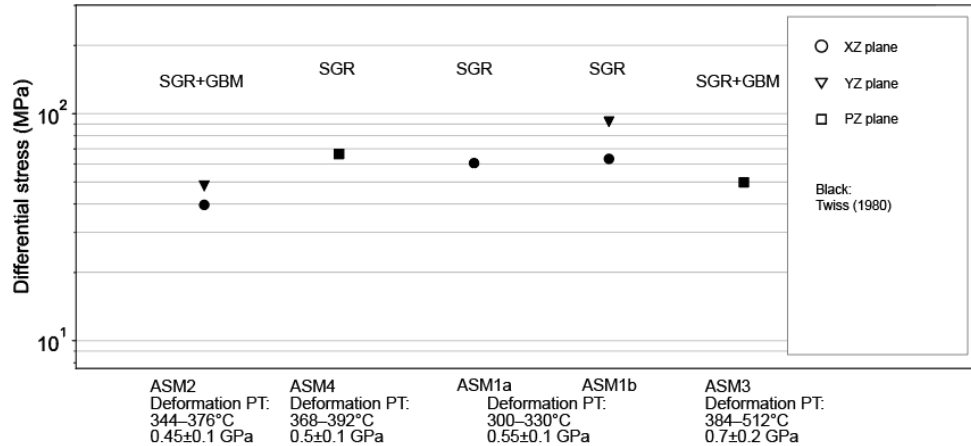 SGR+GBM
SGR
SGR
SGR
SGR+GBM
XZ plane
YZ plane
PZ plane
Black:
Twiss (1980)
Differential stress (MPa)
10²
10¹
ASM2
Deformation PT:
344–376°C
0.45±0.1 GPa
ASM4
Deformation PT:
368–392°C
0.5±0.1 GPa
ASM1a ASM1b
Deformation PT:
300–330°C
0.55±0.1 GPa
ASM3
Deformation PT:
384–512°C
0.7±0.2 GPa